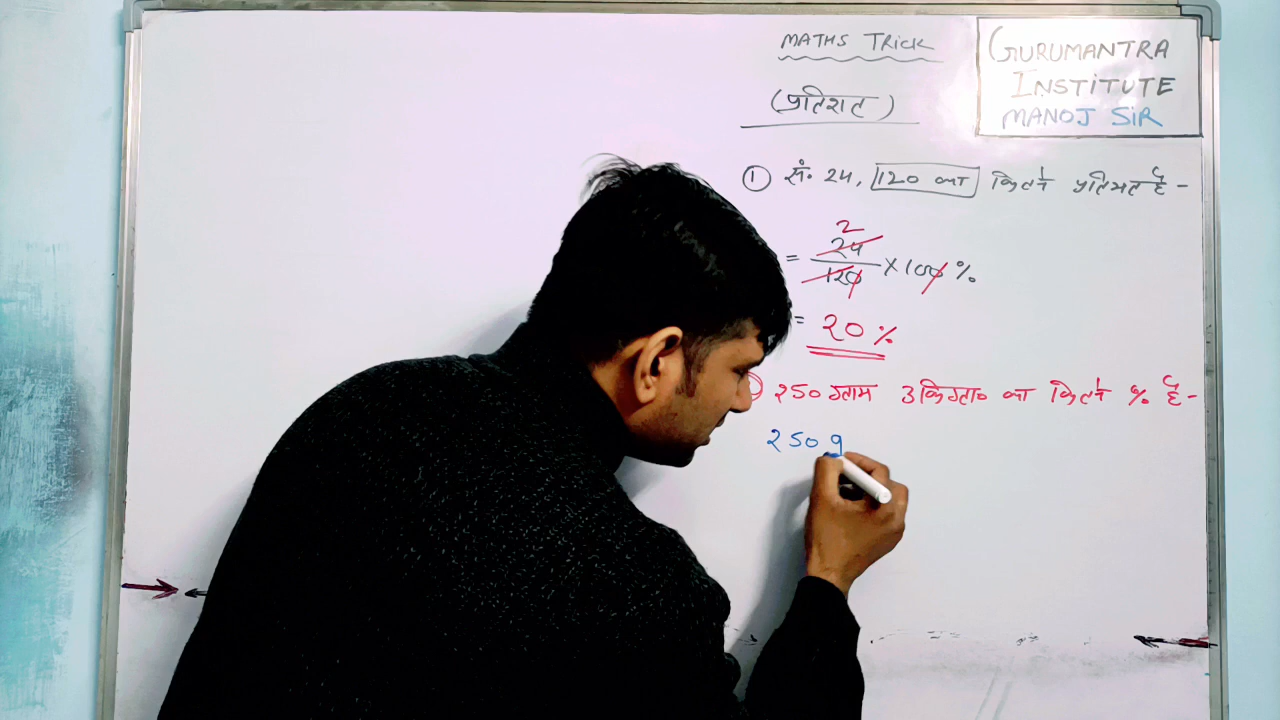 MATHS TRICK
(प्रतिशत)
GURUMANTRA
INSTITUTE
MANOJ SIR
① सं॰ 24, 120 का कितने प्रतिशत है -
2
= 24/120 × 100 %
= 20 %
250 ग्राम 3 किग्रा॰ का कितने % है -
250 g